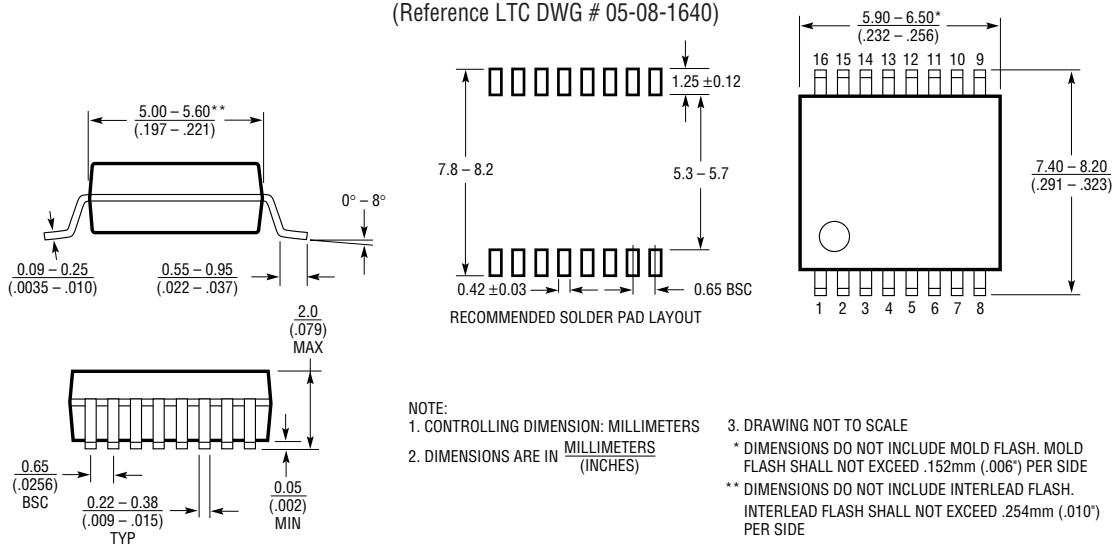 (Reference LTC DWG # 05-08-1640)
5.90 – 6.50*
(.232 – .256)
16 15 14 13 12 11 10 9
1.25 ±0.12
5.00 – 5.60**
(.197 – .221)
7.8 – 8.2
5.3 – 5.7
7.40 – 8.20
(.291 – .323)
0° – 8°
0.09 – 0.25
(.0035 – .010)
0.55 – 0.95
(.022 – .037)
0.42 ±0.03
0.65 BSC
1 2 3 4 5 6 7 8
RECOMMENDED SOLDER PAD LAYOUT
2.0
(.079)
MAX
0.65
(.0256)
BSC
0.22 – 0.38
(.009 – .015)
TYP
0.05
(.002)
MIN
NOTE:
1. CONTROLLING DIMENSION: MILLIMETERS
2. DIMENSIONS ARE IN MILLIMETERS
(INCHES)
3. DRAWING NOT TO SCALE
* DIMENSIONS DO NOT INCLUDE MOLD FLASH. MOLD
FLASH SHALL NOT EXCEED .152mm (.006") PER SIDE
** DIMENSIONS DO NOT INCLUDE INTERLEAD FLASH.
INTERLEAD FLASH SHALL NOT EXCEED .254mm (.010")
PER SIDE